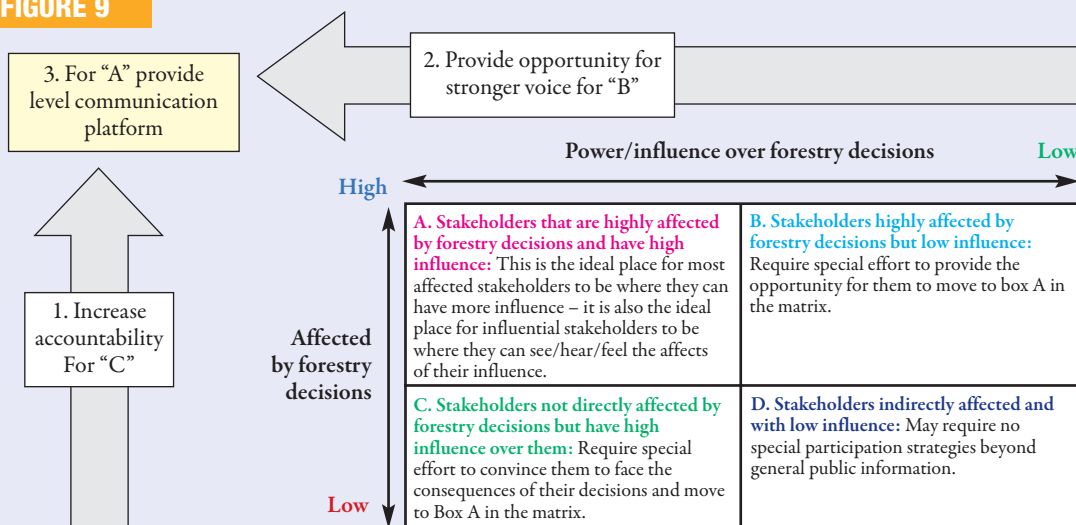 FIGURE 9
3. For “A” provide
level communication
platform
2. Provide opportunity for
stronger voice for “B”
Power/influence over forestry decisions
Low
High
1. Increase
accountability
For “C”
Affected
by forestry
decisions
A. Stakeholders that are highly affected
by forestry decisions and have high
influence: This is the ideal place for most
affected stakeholders to be where they can
have more influence – it is also the ideal
place for influential stakeholders to be
where they can see/hear/feel the affects
of their influence.
B. Stakeholders highly affected by
forestry decisions but low influence:
Require special effort to provide the
opportunity for them to move to box A in
the matrix.
C. Stakeholders not directly affected by
forestry decisions but have high
influence over them: Require special
effort to convince them to face the
consequences of their decisions and move
to Box A in the matrix.
D. Stakeholders indirectly affected and
with low influence: May require no
special participation strategies beyond
general public information.
Low